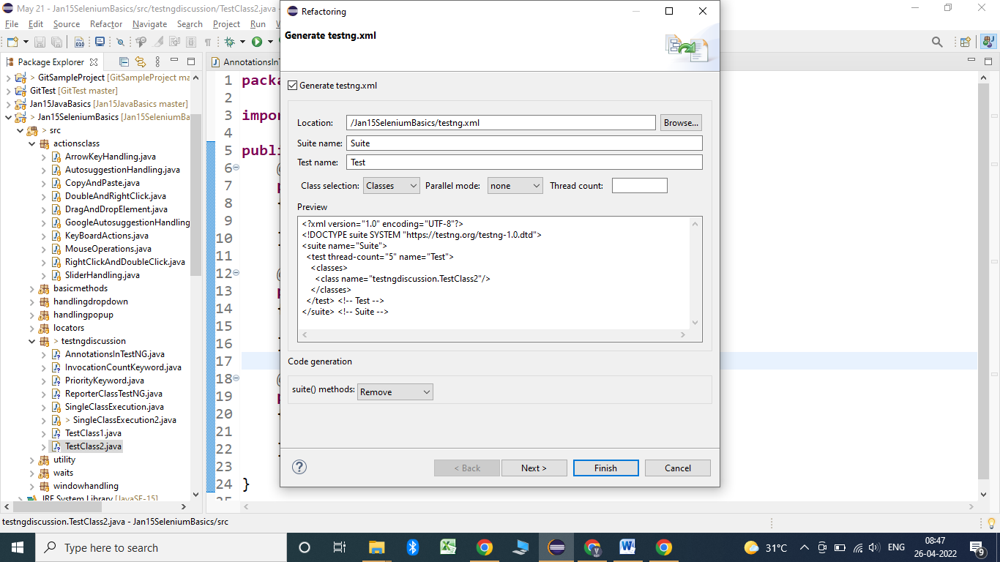 May 21 - Jan15SeleniumBasics/src/testngdiscussion/TestClass2.java -
File Edit Source Refactor Navigate Search Project Run
Package Explorer
> GitSampleProject [GitSampleProject ma
GitTest [GitTest master]
Jan15JavaBasics [Jan15JavaBasics master]
> Jan15SeleniumBasics [Jan15SeleniumBa
> src
actionsclass
ArrowKeyHandling.java
AutosuggestionHandling.java
CopyAndPaste.java
DoubleAndRightClick.java
DragAndDropElement.java
GoogleAutosuggestionHandling
KeyBoardActions.java
MouseOperations.java
RightClickAndDoubleClick.java
SliderHandling.java
basicmethods
handlingdropdown
handlingpopup
locators
> testngdiscussion
AnnotationsInTestNG.java
InvocationCountKeyword.java
PriorityKeyword.java
ReporterClassTestNG.java
SingleClassExecution.java
> SingleClassExecution2.java
TestClass1.java
TestClass2.java
utility
waits
windowhandling
JRE System Library [JavaSE-15]
AnnotationsInT
1 packa
2
3 impor
4
5 publi
6 @
7 p
8
9
10
11
12 @
13 p
14
15
16
17
18 @
19 p
20
21
22
23
24 }
25
Refactoring
Generate testng.xml
Generate testng.xml
Location: /Jan15SeleniumBasics/testng.xml Browse...
Suite name: Suite
Test name: Test
Class selection: Classes Parallel mode: none Thread count:
Preview
<?xml version="1.0" encoding="UTF-8"?>
<!DOCTYPE suite SYSTEM "https://testng.org/testng-1.0.dtd">
<suite name="Suite">
<test thread-count="5" name="Test">
<classes>
<class name="testngdiscussion.TestClass2"/>
</classes>
</test> <!-- Test -->
</suite> <!-- Suite -->
Code generation
suite() methods: Remove
< Back Next > Finish Cancel
testngdiscussion.TestClass2.java - Jan15SeleniumBasics/src
Type here to search
31°C ENG 08:47
26-04-2022
9